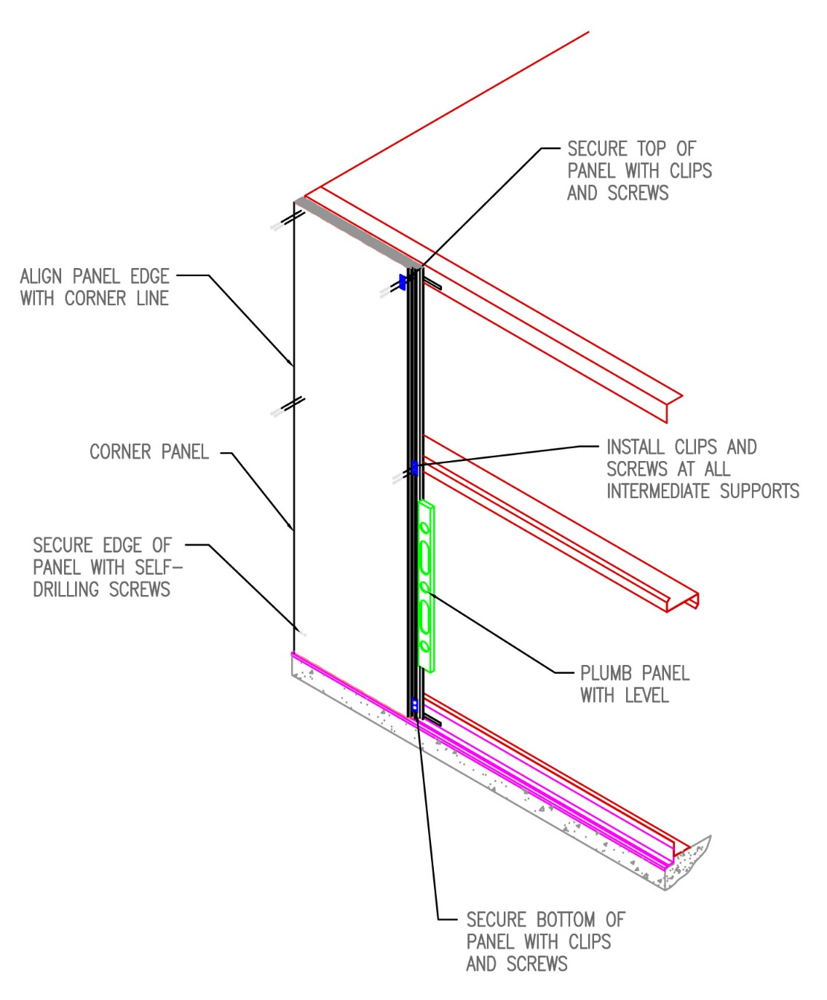 SECURE TOP OF
PANEL WITH CLIPS
AND SCREWS
ALIGN PANEL EDGE
WITH CORNER LINE
CORNER PANEL
INSTALL CLIPS AND
SCREWS AT ALL
INTERMEDIATE SUPPORTS
SECURE EDGE OF
PANEL WITH SELF-
DRILLING SCREWS
PLUMB PANEL
WITH LEVEL
SECURE BOTTOM OF
PANEL WITH CLIPS
AND SCREWS